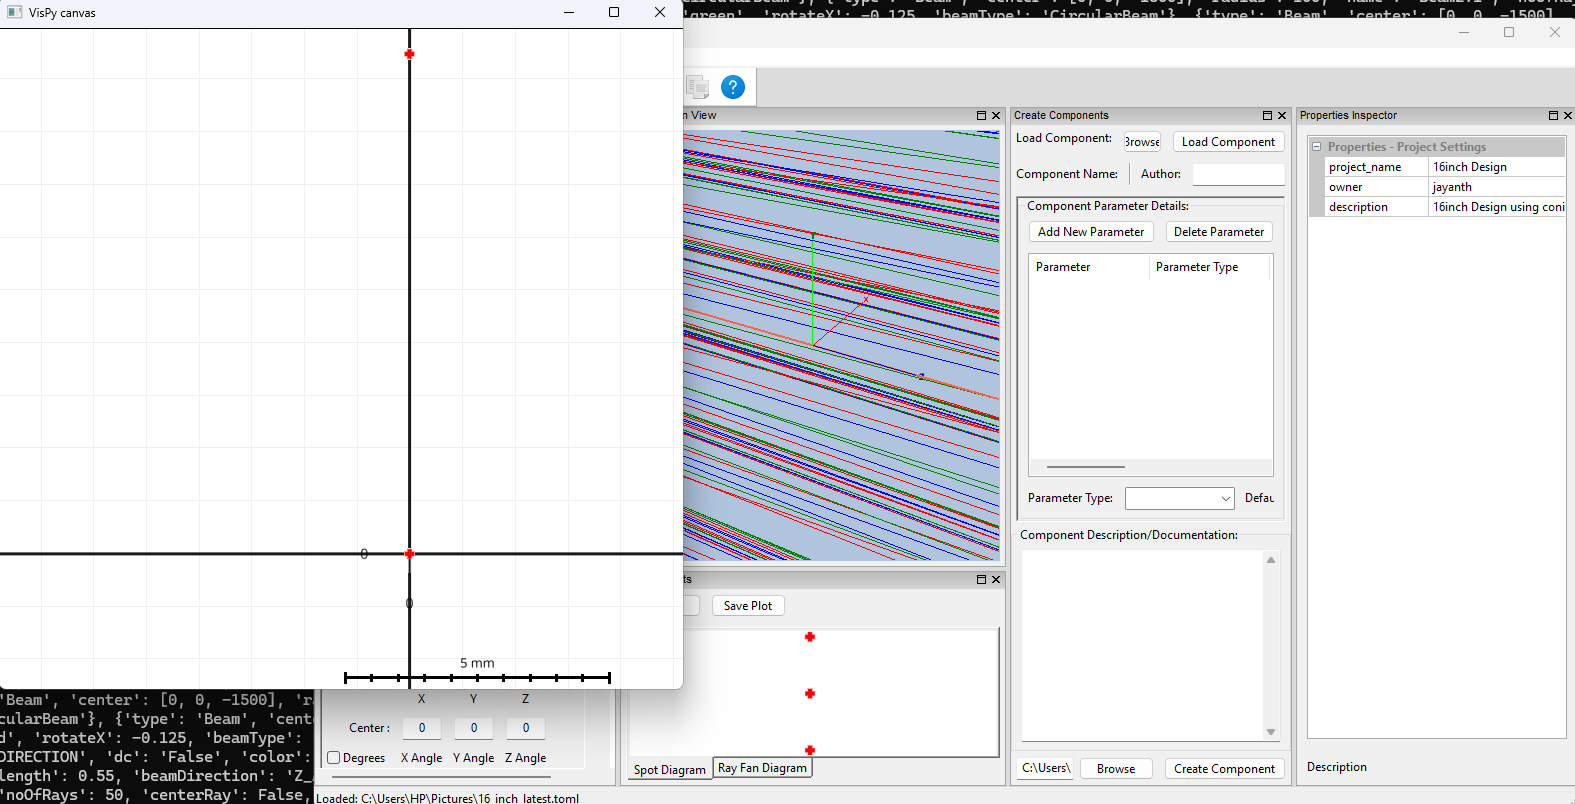 'green', 'rotateX': -0.125, 'beamType': 'CircularBeam'}, {'type': 'Beam', 'center': [0, 0, -1500],
VisPy canvas
0
0
5 mm
n View
Create Components
Load Component:
Browse
Load Component
Component Name:
Author:
Component Parameter Details:
Add New Parameter
Delete Parameter
Parameter
Parameter Type
Parameter Type:
Defau
Component Description/Documentation:
C:\Users\
Browse
Create Component
Properties Inspector
Properties - Project Settings
project_name 16inch Design
owner jayanth
description 16inch Design using coni
Description
Y
X
Z
ts
Save Plot
Spot Diagram
Ray Fan Diagram
X Y Z
Center: 0 0 0
Degrees X Angle Y Angle Z Angle
'Beam', 'center': [0, 0, -1500], 'ra
cularBeam'}, {'type': 'Beam', 'cent
d', 'rotateX': -0.125, 'beamType':
DIRECTION', 'dc': 'False', 'color':
length': 0.55, 'beamDirection': 'Z_
'noOfRays': 50, 'centerRay': False,
Loaded: C:\Users\HP\Pictures\16_inch_latest.toml